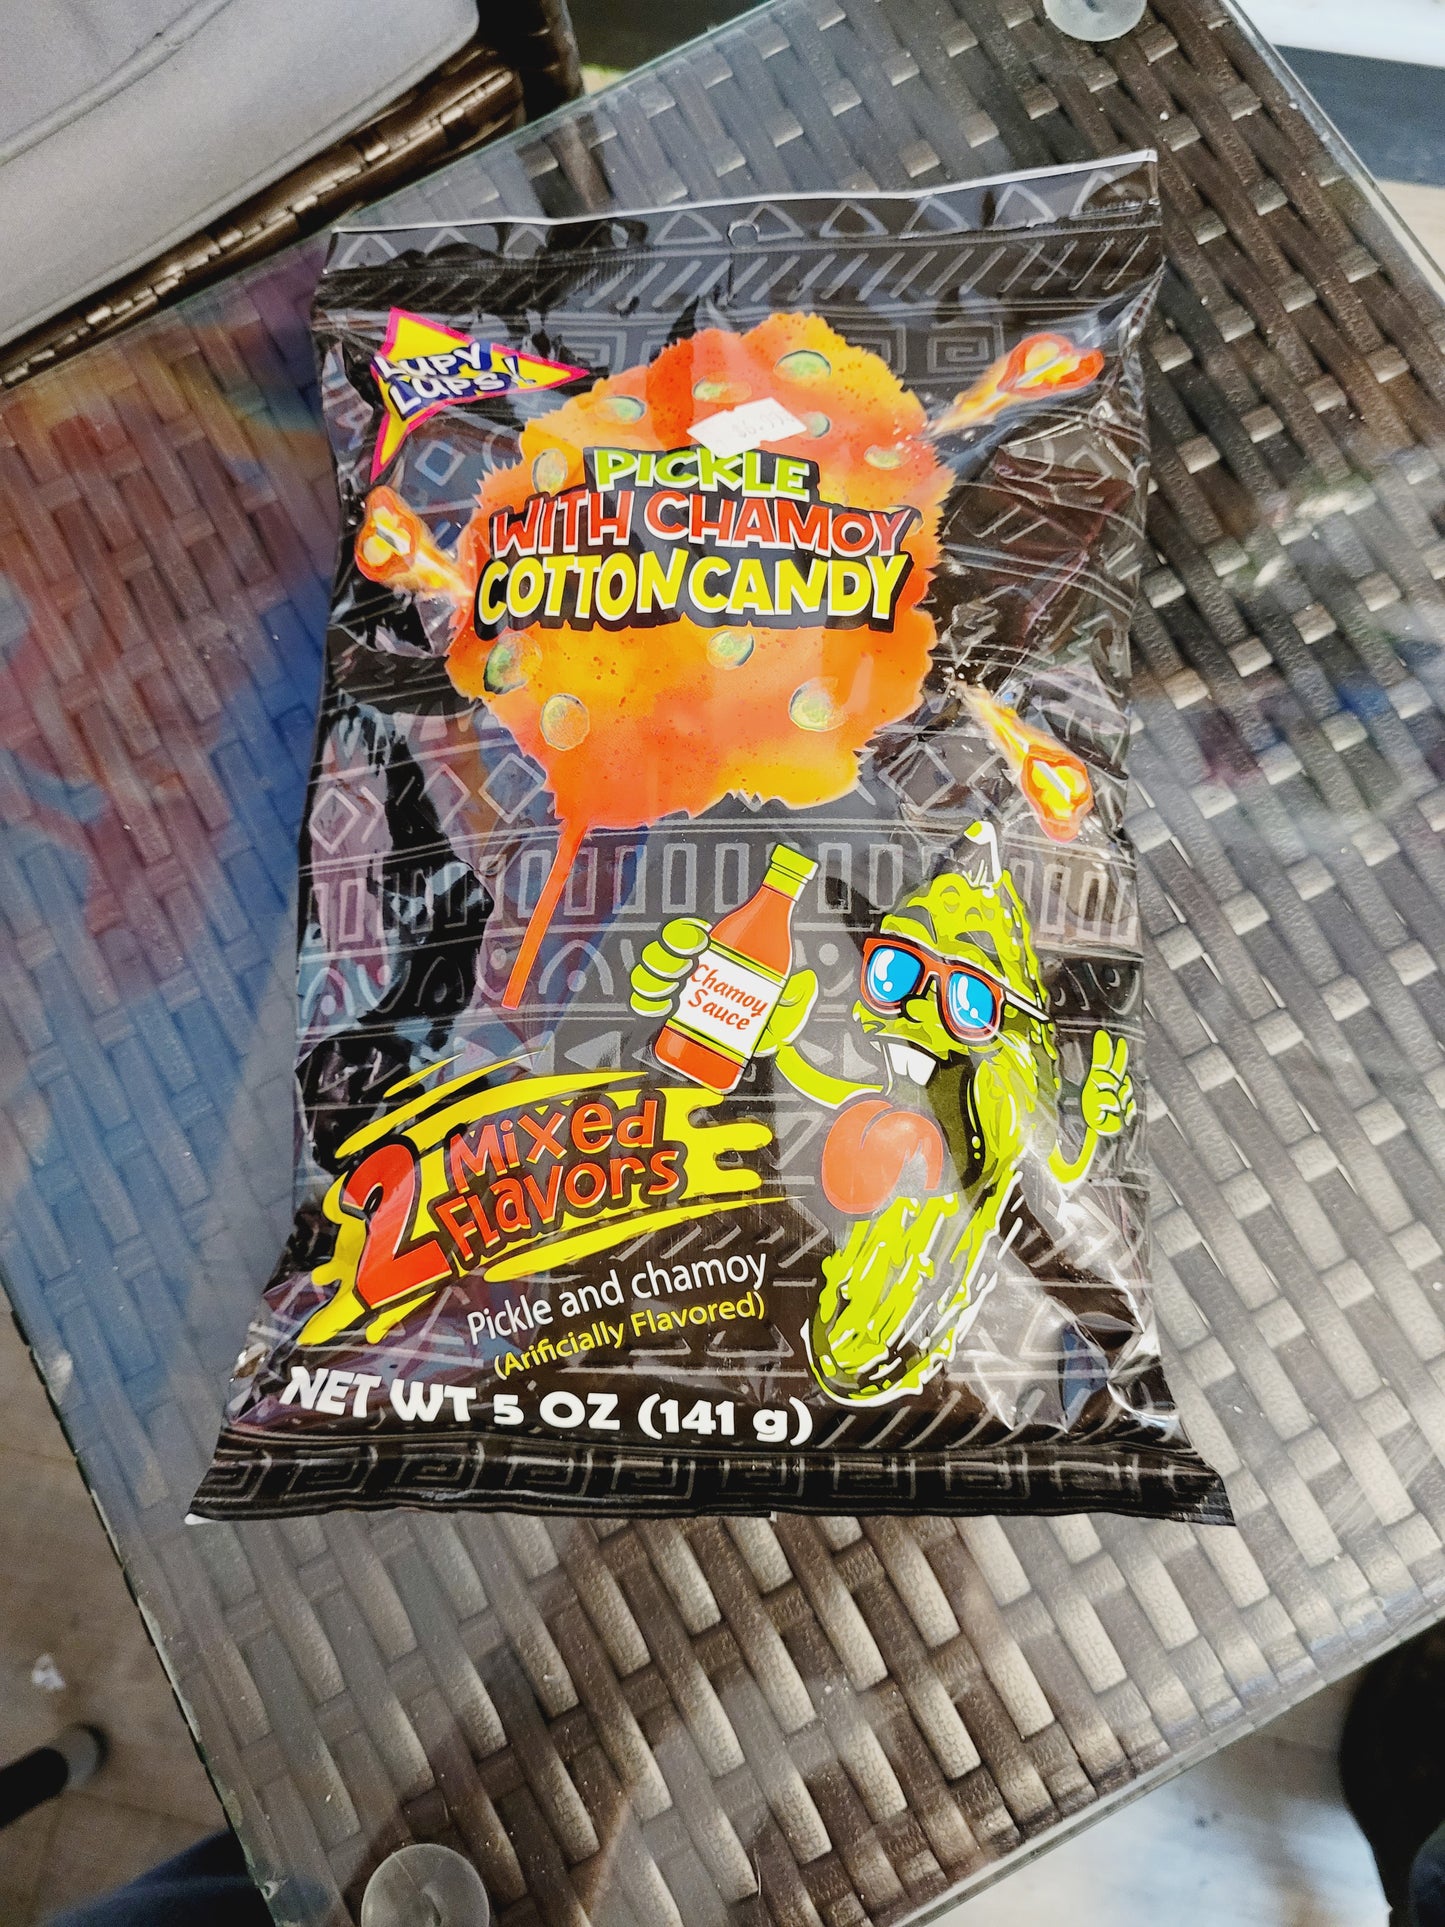 LUPY
LUPS!
PICKLE
WITH CHAMOY
COTTON CANDY
Chamoy
Sauce
2 Mixed
Flavors
Pickle and chamoy
(Arificially Flavored)
NET WT 5 OZ (141 g)